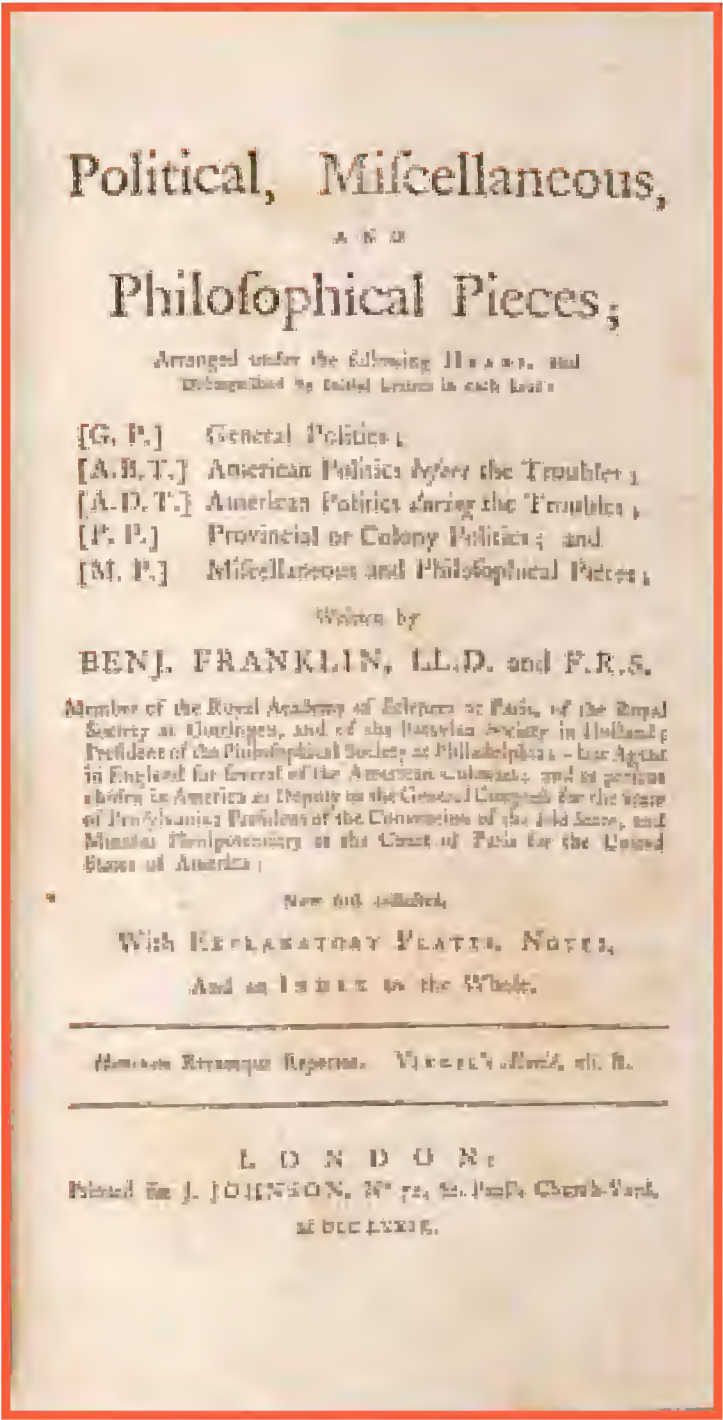 Political, Miſcellaneous,
AND
Philoſophical Pieces;
Arranged under the following HEADS, and
Diſtinguiſhed by Initial Letters in each Leaf:
[G. P.] General Politics;
[A.B.T.] American Politics before the Troubles;
[A.D.T.] American Politics during the Troubles;
[P. P.] Provincial or Colony Politics; and
[M. P.] Miſcellaneous and Philoſophical Pieces;
Written by
BENJ. FRANKLIN, LL.D. and F.R.S.
Member of the Royal Academy of Sciences at Paris, of the Royal
Society at Gottingen, and of the Batavian Society in Holland;
Preſident of the Philoſophical Society at Philadelphia; late Agent
in England for ſeveral of the American Colonies; and at preſent
choſen in America as Deputy to the General Congreſs for the State
of Penſylvania; Preſident of the Convention of the ſaid State, and
Miniſter Plenipotentiary at the Court of Paris for the United
States of America;
Now firſt collected,
With EXPLANATORY PLATES, NOTES,
And an INDEX to the Whole.
Rerumque Reportes. VIRGIL's
LONDON:
Printed for J. JOHNSON, Nº 72, St. Paul's Church-Yard.
M DCC LXXIX.